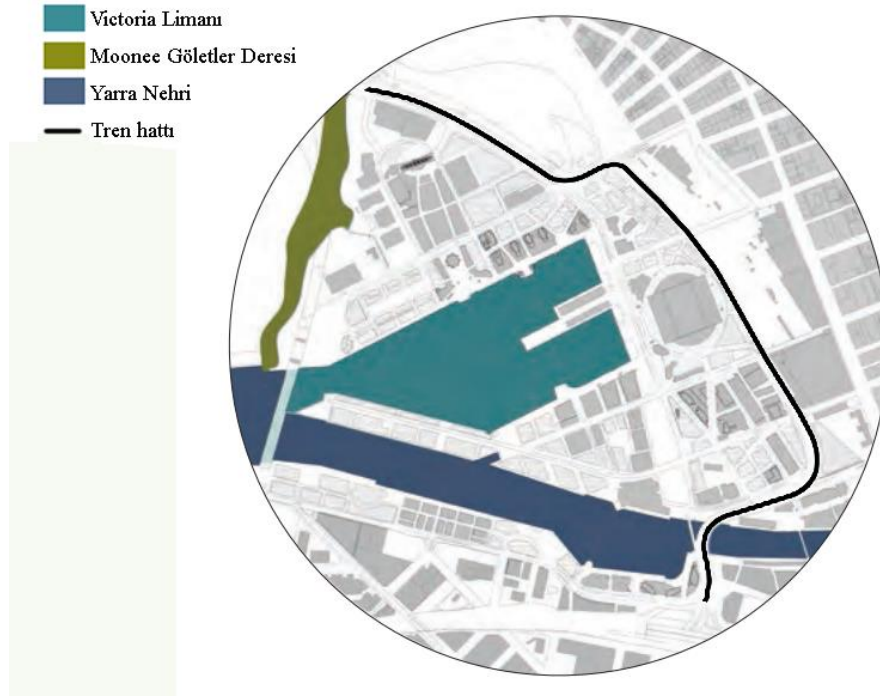 Victoria Limanı
Moonee Göletler Deresi
Yarra Nehri
Tren hattı